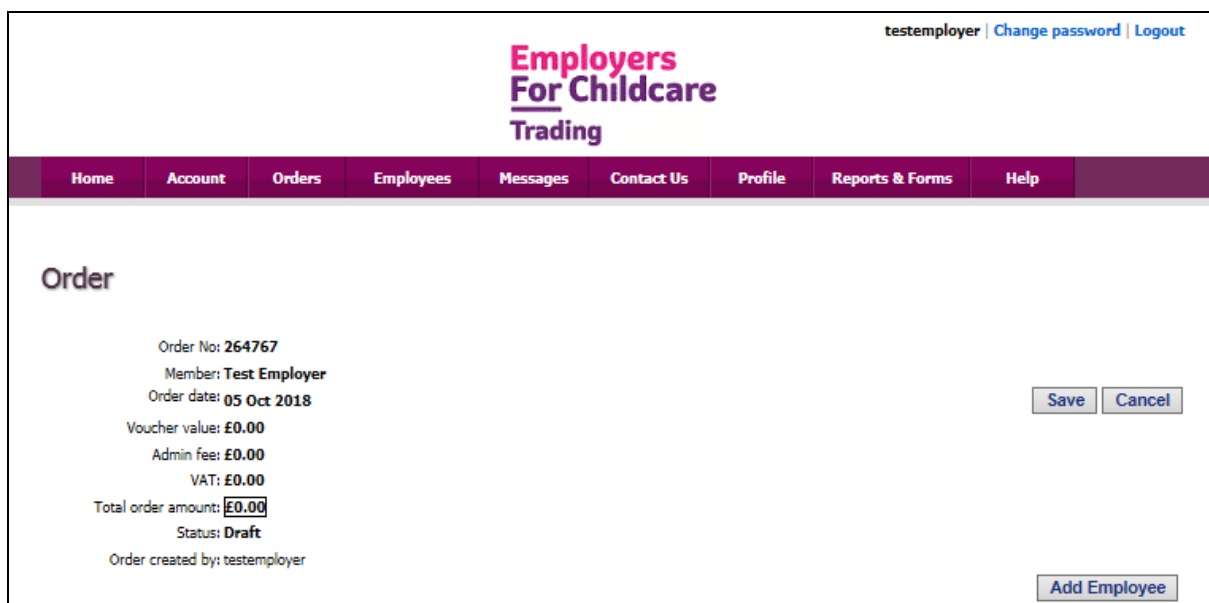 testemployer | Change password | Logout
Employers
For Childcare
Trading
Home Account Orders Employees Messages Contact Us Profile Reports & Forms Help
Order
Order No: 264767
Member: Test Employer
Order date: 05 Oct 2018
Save Cancel
Voucher value: £0.00
Admin fee: £0.00
VAT: £0.00
Total order amount: £0.00
Status: Draft
Order created by: testemployer
Add Employee